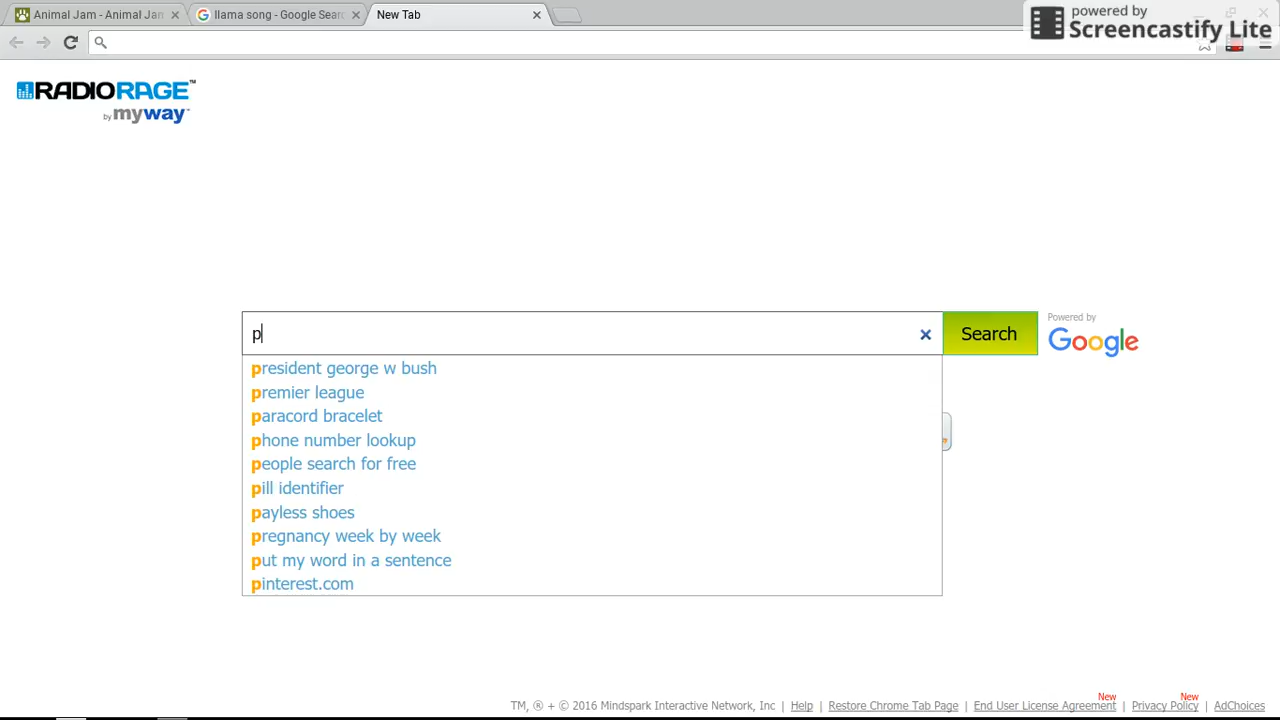 Animal Jam - Animal Jam
llama song - Google Searc
New Tab
powered by
Screencastify Lite
RADIORAGE™
by myway™
p
Search
Powered by
Google
president george w bush
premier league
paracord bracelet
phone number lookup
people search for free
pill identifier
payless shoes
pregnancy week by week
put my word in a sentence
pinterest.com
New New
TM, ® + © 2016 Mindspark Interactive Network, Inc | Help | Restore Chrome Tab Page | End User License Agreement | Privacy Policy | AdChoices